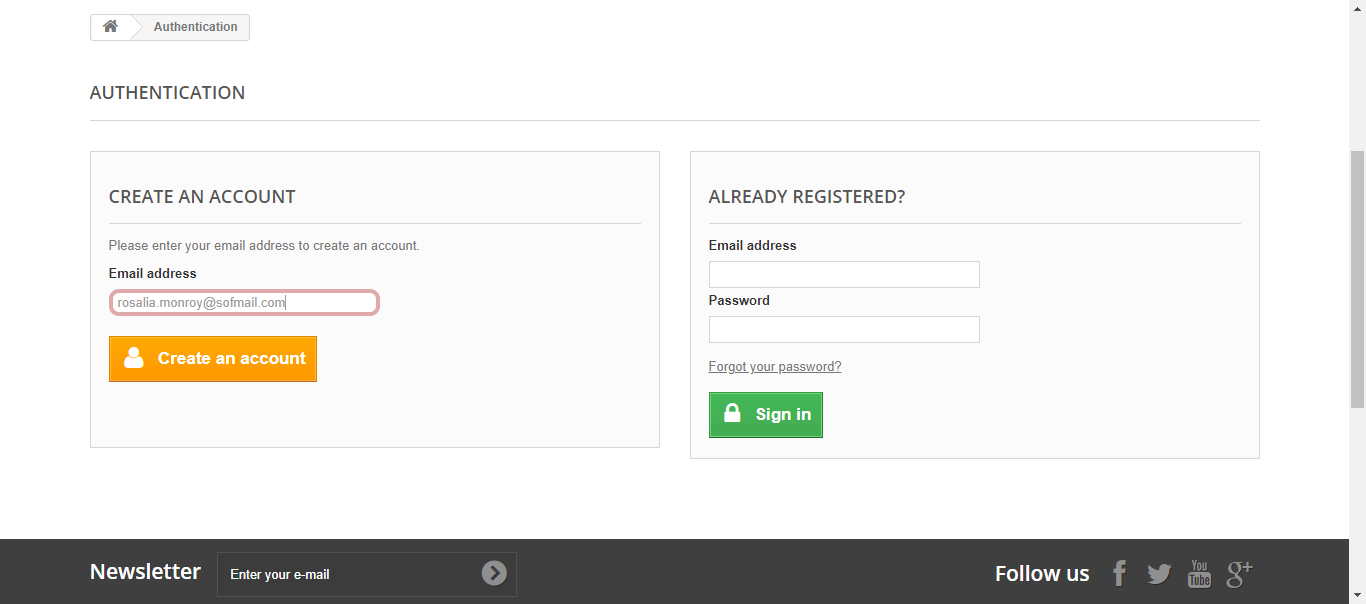 Authentication
AUTHENTICATION
CREATE AN ACCOUNT
Please enter your email address to create an account.
Email address
rosalia.monroy@sofmail.com
Create an account
ALREADY REGISTERED?
Email address
Password
Forgot your password?
Sign in
Newsletter
Enter your e-mail
Follow us
f
You
Tube
g+